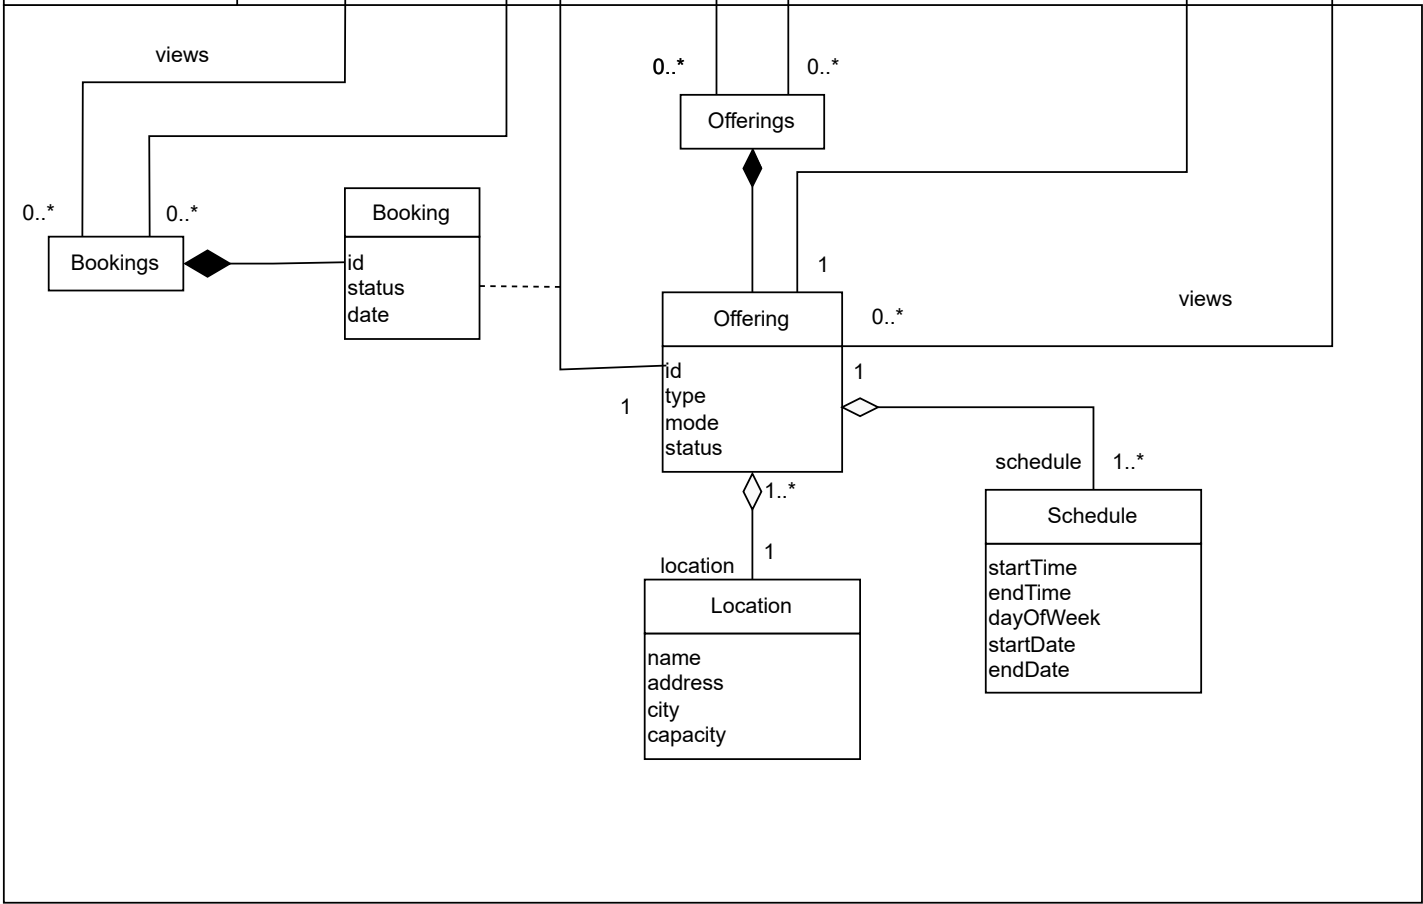 views
0..*
0..*
Offerings
0..*
0..*
Booking
Bookings
id
status
date
1
Offering
0..*
views
id
type
mode
status
1
1
schedule
1..*
1..*
1
location
Schedule
startTime
endTime
dayOfWeek
startDate
endDate
Location
name
address
city
capacity